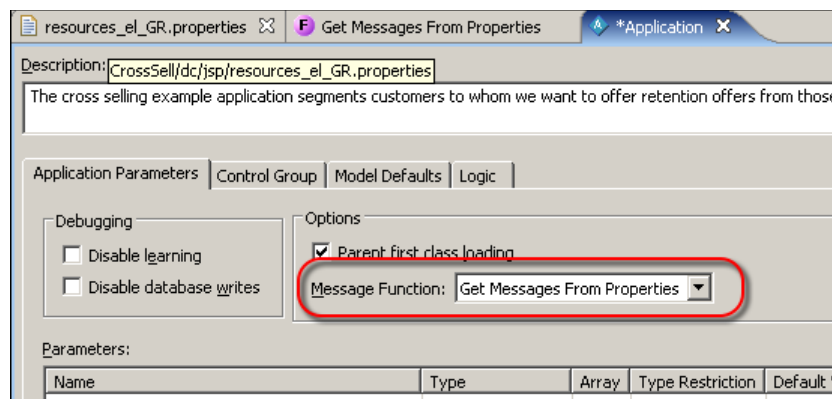 resources_el_GR.properties Get Messages From Properties *Application
Description: CrossSell/dc/jsp/resources_el_GR.properties
The cross selling example application segments customers to whom we want to offer retention offers from those
Application Parameters Control Group Model Defaults Logic
Debugging Options
Disable learning Parent first class loading
Disable database writes Message Function: Get Messages From Properties
Parameters:
Name Type Array Type Restriction Default